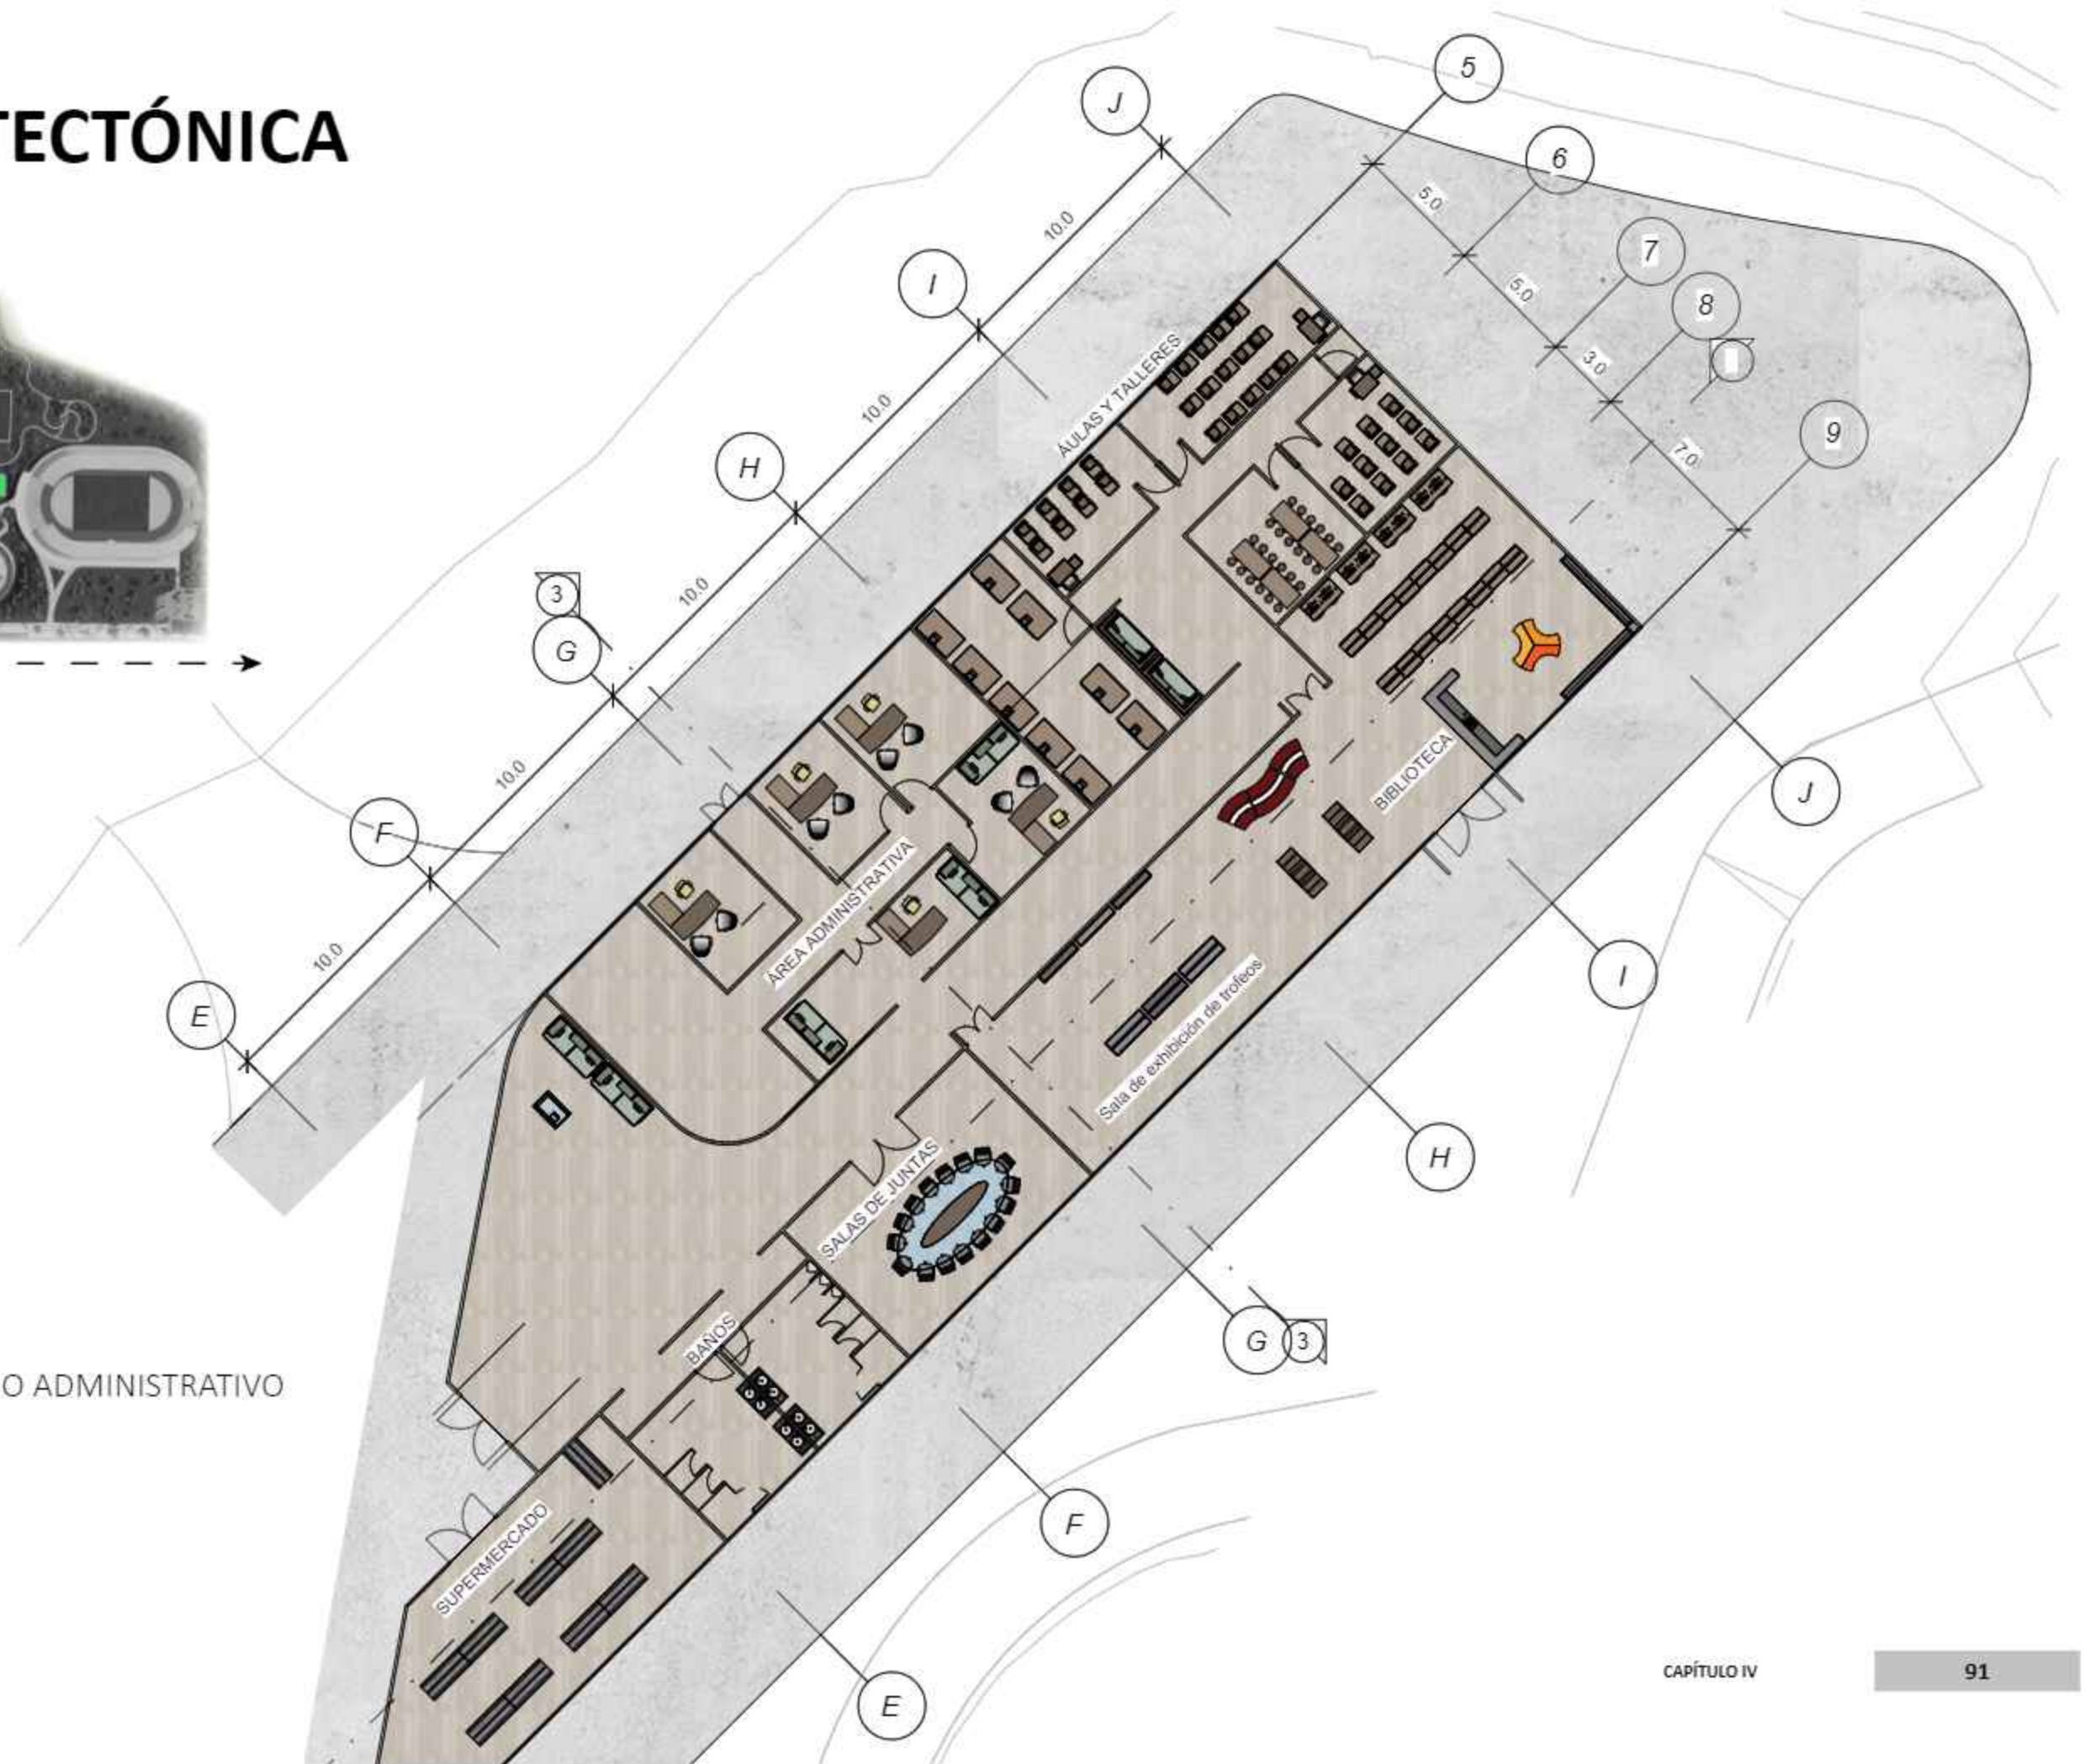 TECTÓNICA
O ADMINISTRATIVO
J
I
H
3
G
F
E
10.0
10.0
10.0
10.0
10.0
5
6
7
8
9
5.0
5.0
3.0
7.0
ÁULAS Y TALLERES
ÁREA ADMINISTRATIVA
BIBLIOTECA
Sala de exhibición de trofeos
SALAS DE JUNTAS
BAÑOS
SUPERMERCADO
J
I
H
G
3
F
E
CAPÍTULO IV
91